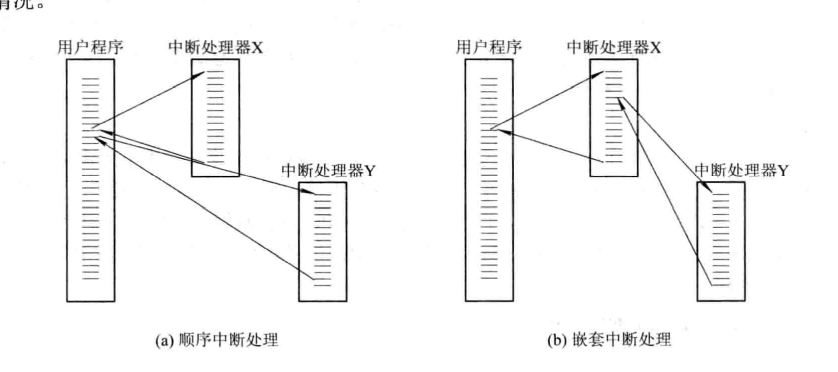 情况。
用户程序
中断处理器X
中断处理器Y
(a) 顺序中断处理
用户程序
中断处理器X
中断处理器Y
(b) 嵌套中断处理